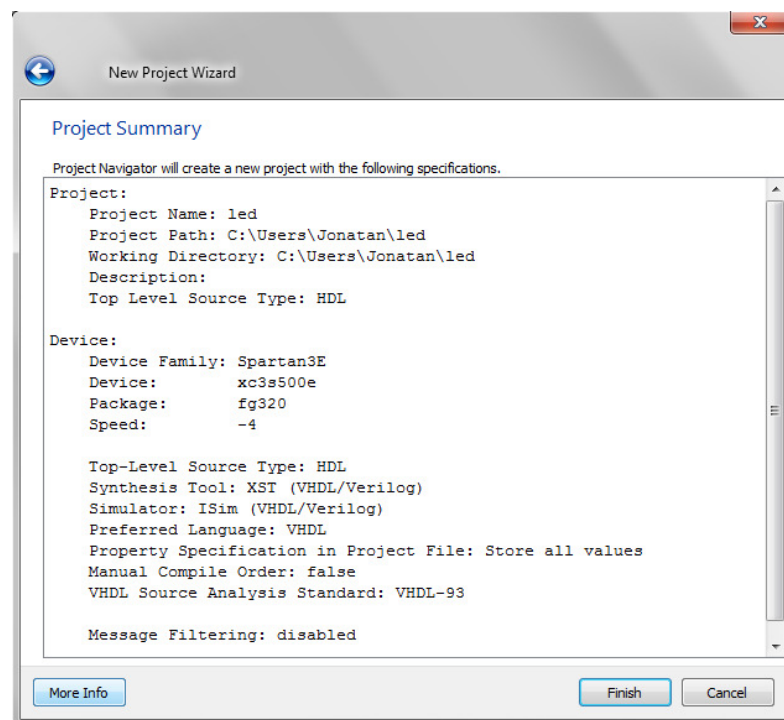 New Project Wizard
Project Summary
Project Navigator will create a new project with the following specifications.
Project:
Project Name: led
Project Path: C:\Users\Jonatan\led
Working Directory: C:\Users\Jonatan\led
Description:
Top Level Source Type: HDL
Device:
Device Family: Spartan3E
Device: xc3s500e
Package: fg320
Speed: -4
Top-Level Source Type: HDL
Synthesis Tool: XST (VHDL/Verilog)
Simulator: ISim (VHDL/Verilog)
Preferred Language: VHDL
Property Specification in Project File: Store all values
Manual Compile Order: false
VHDL Source Analysis Standard: VHDL-93
Message Filtering: disabled
More Info Finish Cancel